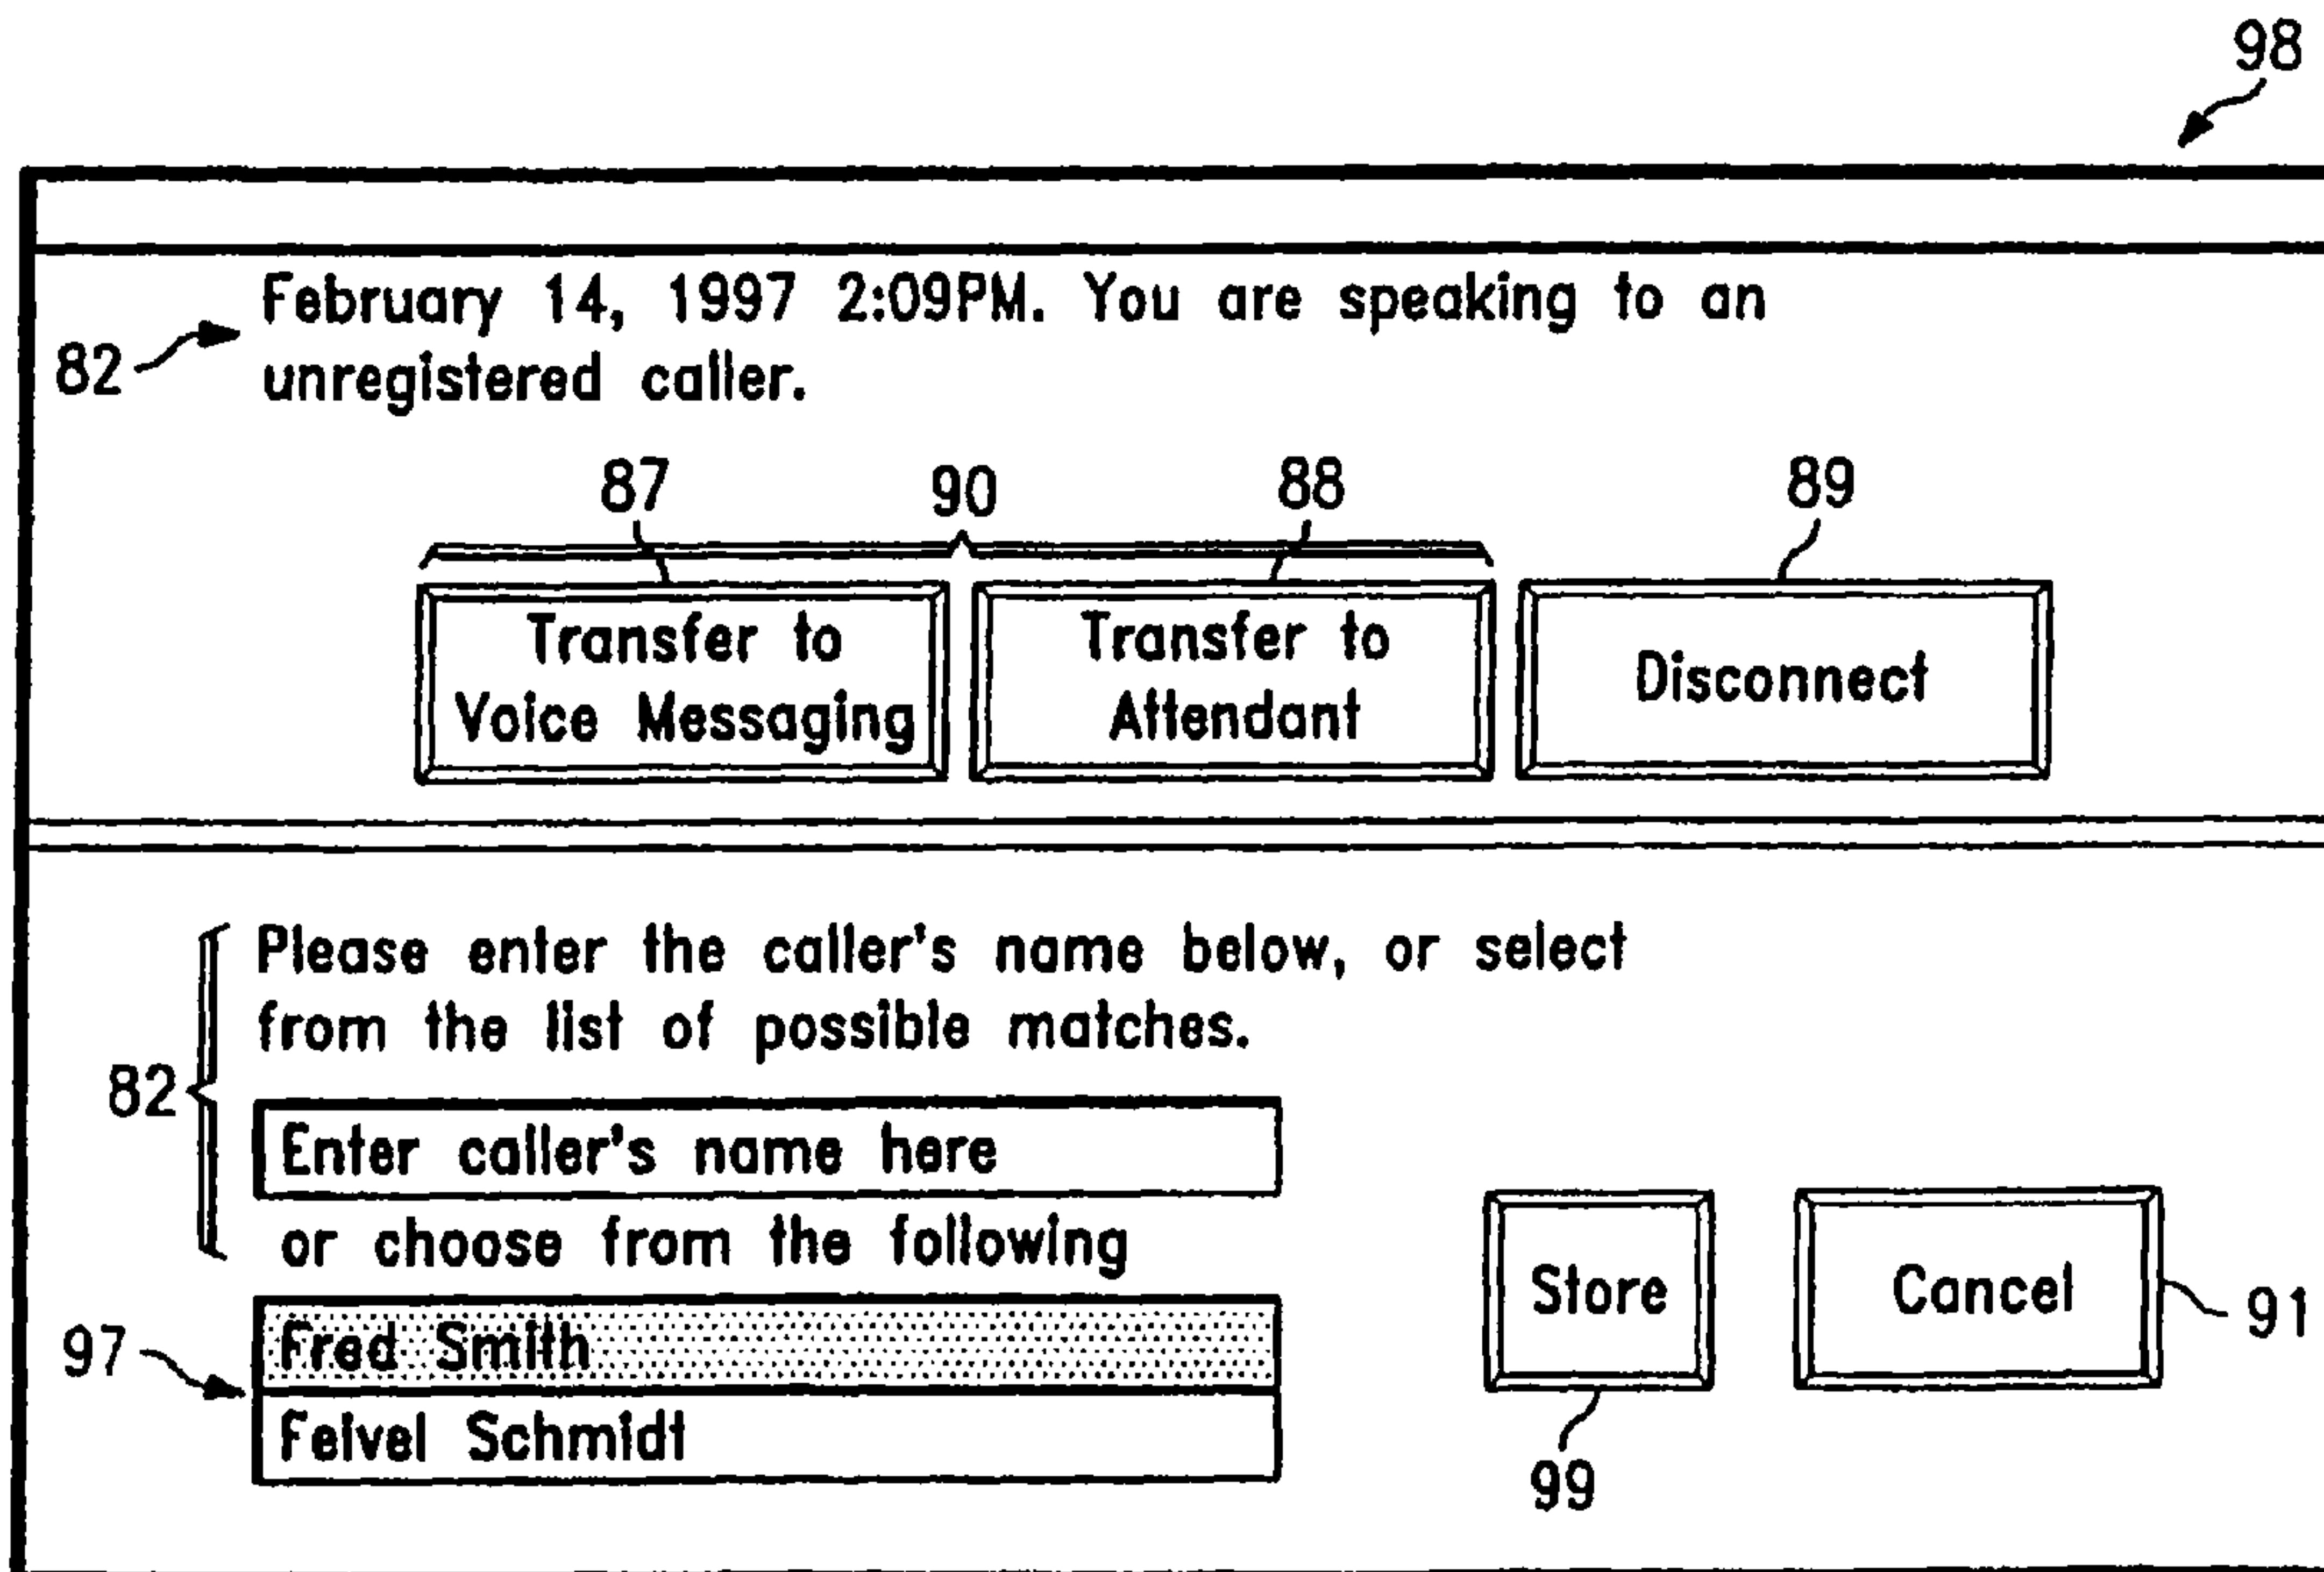 98
February 14, 1997 2:09PM. You are speaking to an
82
unregistered caller.
87
90
88
89
Transfer to
Voice Messaging
Transfer to
Attendant
Disconnect
Please enter the caller's name below, or select
from the list of possible matches.
82
Enter caller's name here
or choose from the following
Store
Cancel
91
97
Fred Smith
Feivel Schmidt
99